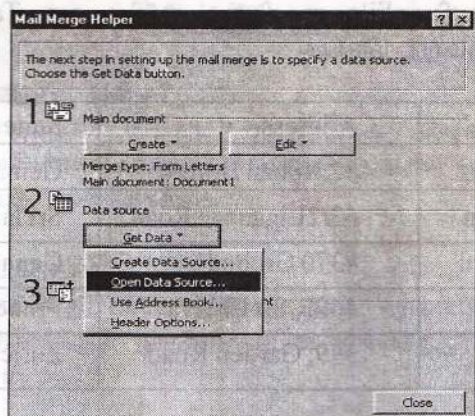 Mail Merge Helper
The next step in setting up the mail merge is to specify a data source.
Choose the Get Data button.
1 Main document
Create Edit
Merge type: Form Letters
Main document: Document1
2 Data source
Get Data
Create Data Source...
Open Data Source...
3 Use Address Book...
Header Options...
Close